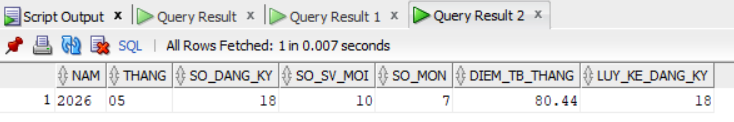 Script Output x Query Result x Query Result 1 x Query Result 2 x
SQL | All Rows Fetched: 1 in 0.007 seconds
NAM THANG SO_DANG_KY SO_SV_MOI SO_MON DIEM_TB_THANG LUY_KE_DANG_KY
1 2026 05 18 10 7 80.44 18